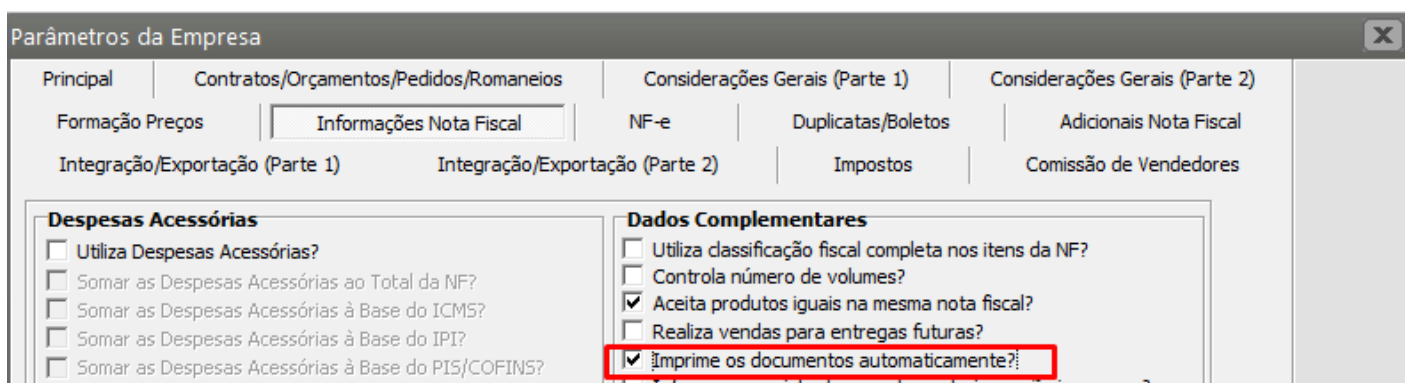 Parâmetros da Empresa
Principal Contratos/Orçamentos/Pedidos/Romaneios Considerações Gerais (Parte 1) Considerações Gerais (Parte 2)
Formação Preços Informações Nota Fiscal NF-e Duplicatas/Boletos Adicionais Nota Fiscal
Integração/Exportação (Parte 1) Integração/Exportação (Parte 2) Impostos Comissão de Vendedores
Despesas Acessórias
Utiliza Despesas Acessórias?
Somar as Despesas Acessórias ao Total da NF?
Somar as Despesas Acessórias à Base do ICMS?
Somar as Despesas Acessórias à Base do IPI?
Somar as Despesas Acessórias à Base do PIS/COFINS?
Dados Complementares
Utiliza classificação fiscal completa nos itens da NF?
Controla número de volumes?
Aceita produtos iguais na mesma nota fiscal?
Realiza vendas para entregas futuras?
Imprime os documentos automaticamente?